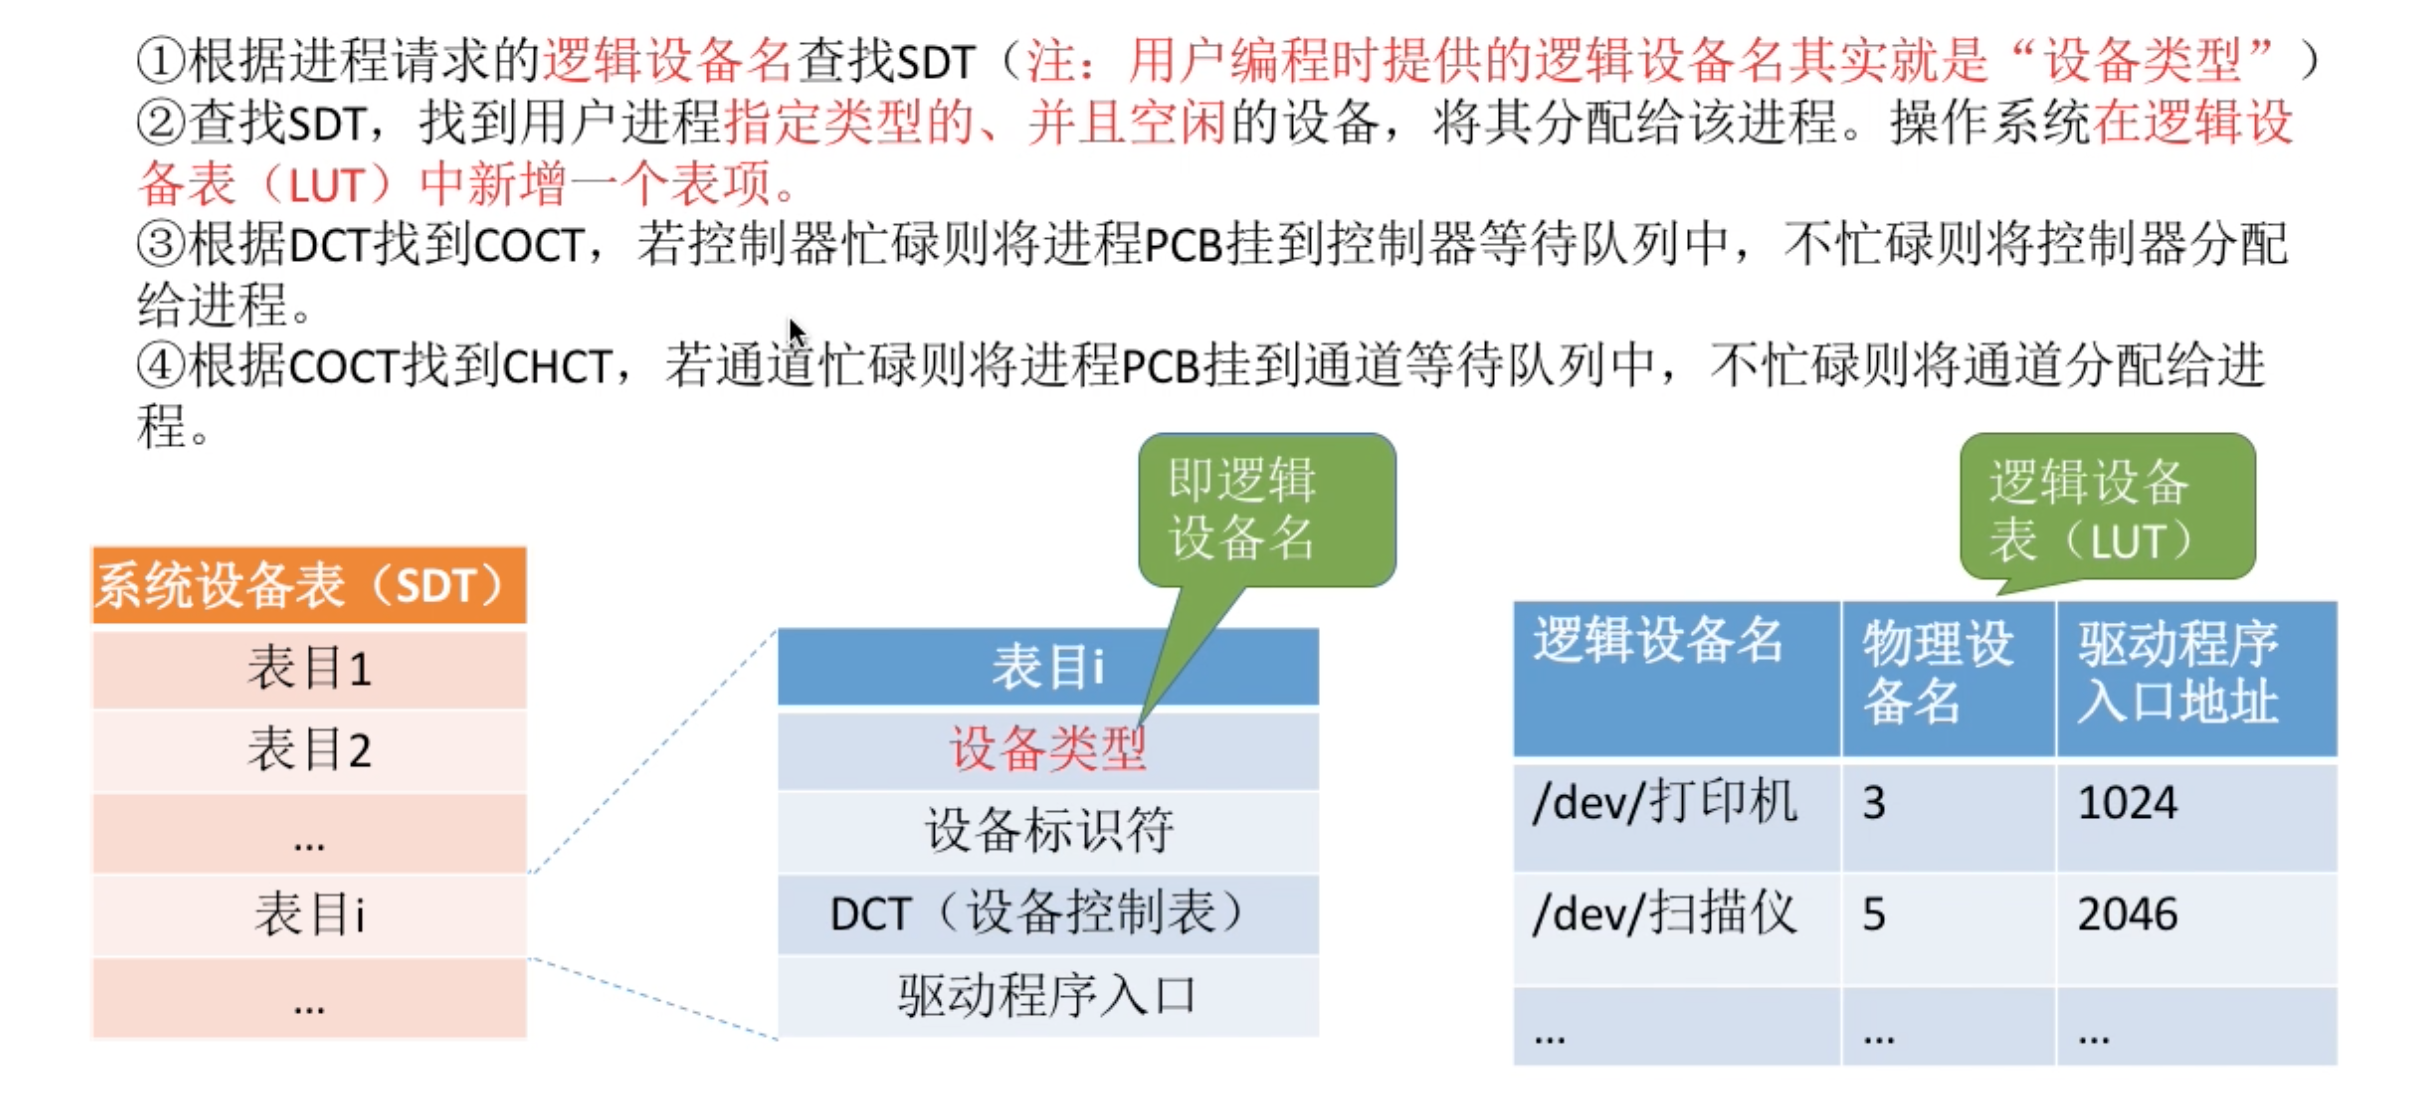 ①根据进程请求的逻辑设备名查找SDT（注：用户编程时提供的逻辑设备名其实就是“设备类型”）
②查找SDT，找到用户进程指定类型的、并且空闲的设备，将其分配给该进程。操作系统在逻辑设
备表（LUT）中新增一个表项。
③根据DCT找到COCT，若控制器忙碌则将进程PCB挂到控制器等待队列中，不忙碌则将控制器分配
给进程。
④根据COCT找到CHCT，若通道忙碌则将进程PCB挂到通道等待队列中，不忙碌则将通道分配给进
程。
系统设备表（SDT）
表目1
表目2
...
表目i
...
即逻辑
设备名
表目i
设备类型
设备标识符
DCT（设备控制表）
驱动程序入口
逻辑设备
表（LUT）
逻辑设备名 物理设 驱动程序
备名 入口地址
/dev/打印机 3 1024
/dev/扫描仪 5 2046
... ... ...